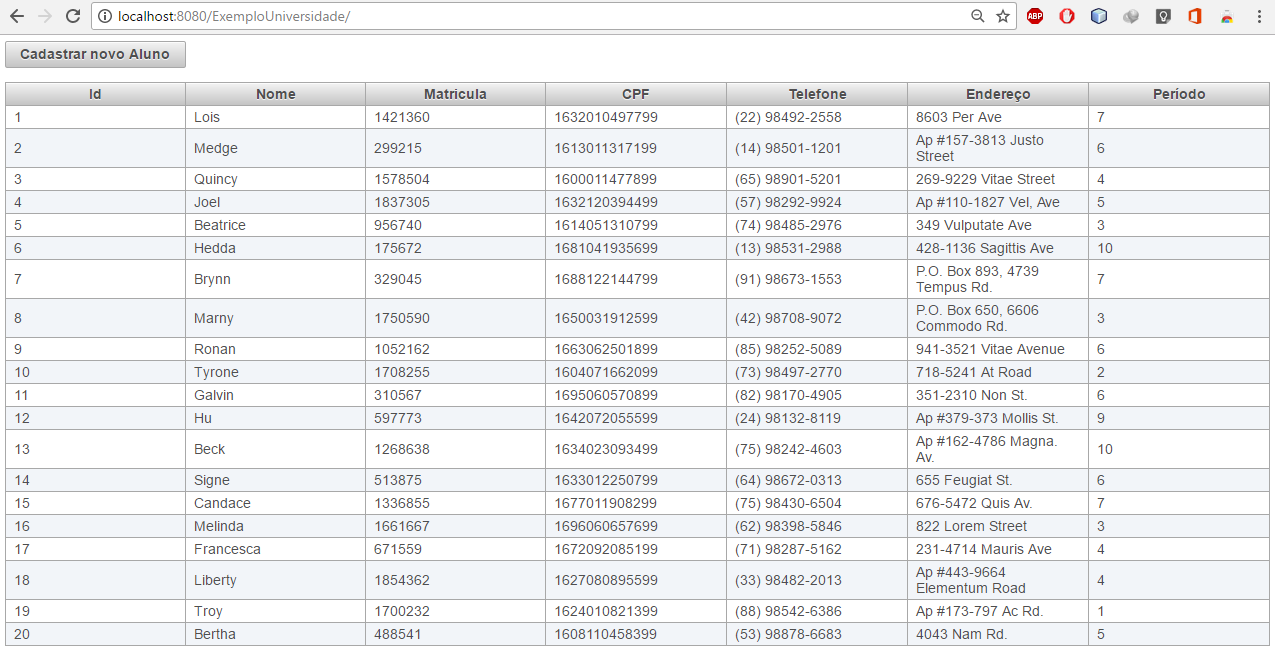 localhost:8080/ExemploUniversidade/
ABP
Cadastrar novo Aluno
Id Nome Matricula CPF Telefone Endereço Período
1 Lois 1421360 1632010497799 (22) 98492-2558 8603 Per Ave 7
2 Medge 299215 1613011317199 (14) 98501-1201 Ap #157-3813 Justo
Street 6
3 Quincy 1578504 1600011477899 (65) 98901-5201 269-9229 Vitae Street 4
4 Joel 1837305 1632120394499 (57) 98292-9924 Ap #110-1827 Vel, Ave 5
5 Beatrice 956740 1614051310799 (74) 98485-2976 349 Vulputate Ave 3
6 Hedda 175672 1681041935699 (13) 98531-2988 428-1136 Sagittis Ave 10
7 Brynn 329045 1688122144799 (91) 98673-1553 P.O. Box 893, 4739
Tempus Rd. 7
8 Marny 1750590 1650031912599 (42) 98708-9072 P.O. Box 650, 6606
Commodo Rd. 3
9 Ronan 1052162 1663062501899 (85) 98252-5089 941-3521 Vitae Avenue 6
10 Tyrone 1708255 1604071662099 (73) 98497-2770 718-5241 At Road 2
11 Galvin 310567 1695060570899 (82) 98170-4905 351-2310 Non St. 6
12 Hu 597773 1642072055599 (24) 98132-8119 Ap #379-373 Mollis St. 9
13 Beck 1268638 1634023093499 (75) 98242-4603 Ap #162-4786 Magna.
Av. 10
14 Signe 513875 1633012250799 (64) 98672-0313 655 Feugiat St. 6
15 Candace 1336855 1677011908299 (75) 98430-6504 676-5472 Quis Av. 7
16 Melinda 1661667 1696060657699 (62) 98398-5846 822 Lorem Street 3
17 Francesca 671559 1672092085199 (71) 98287-5162 231-4714 Mauris Ave 4
18 Liberty 1854362 1627080895599 (33) 98482-2013 Ap #443-9664
Elementum Road 4
19 Troy 1700232 1624010821399 (88) 98542-6386 Ap #173-797 Ac Rd. 1
20 Bertha 488541 1608110458399 (53) 98878-6683 4043 Nam Rd. 5